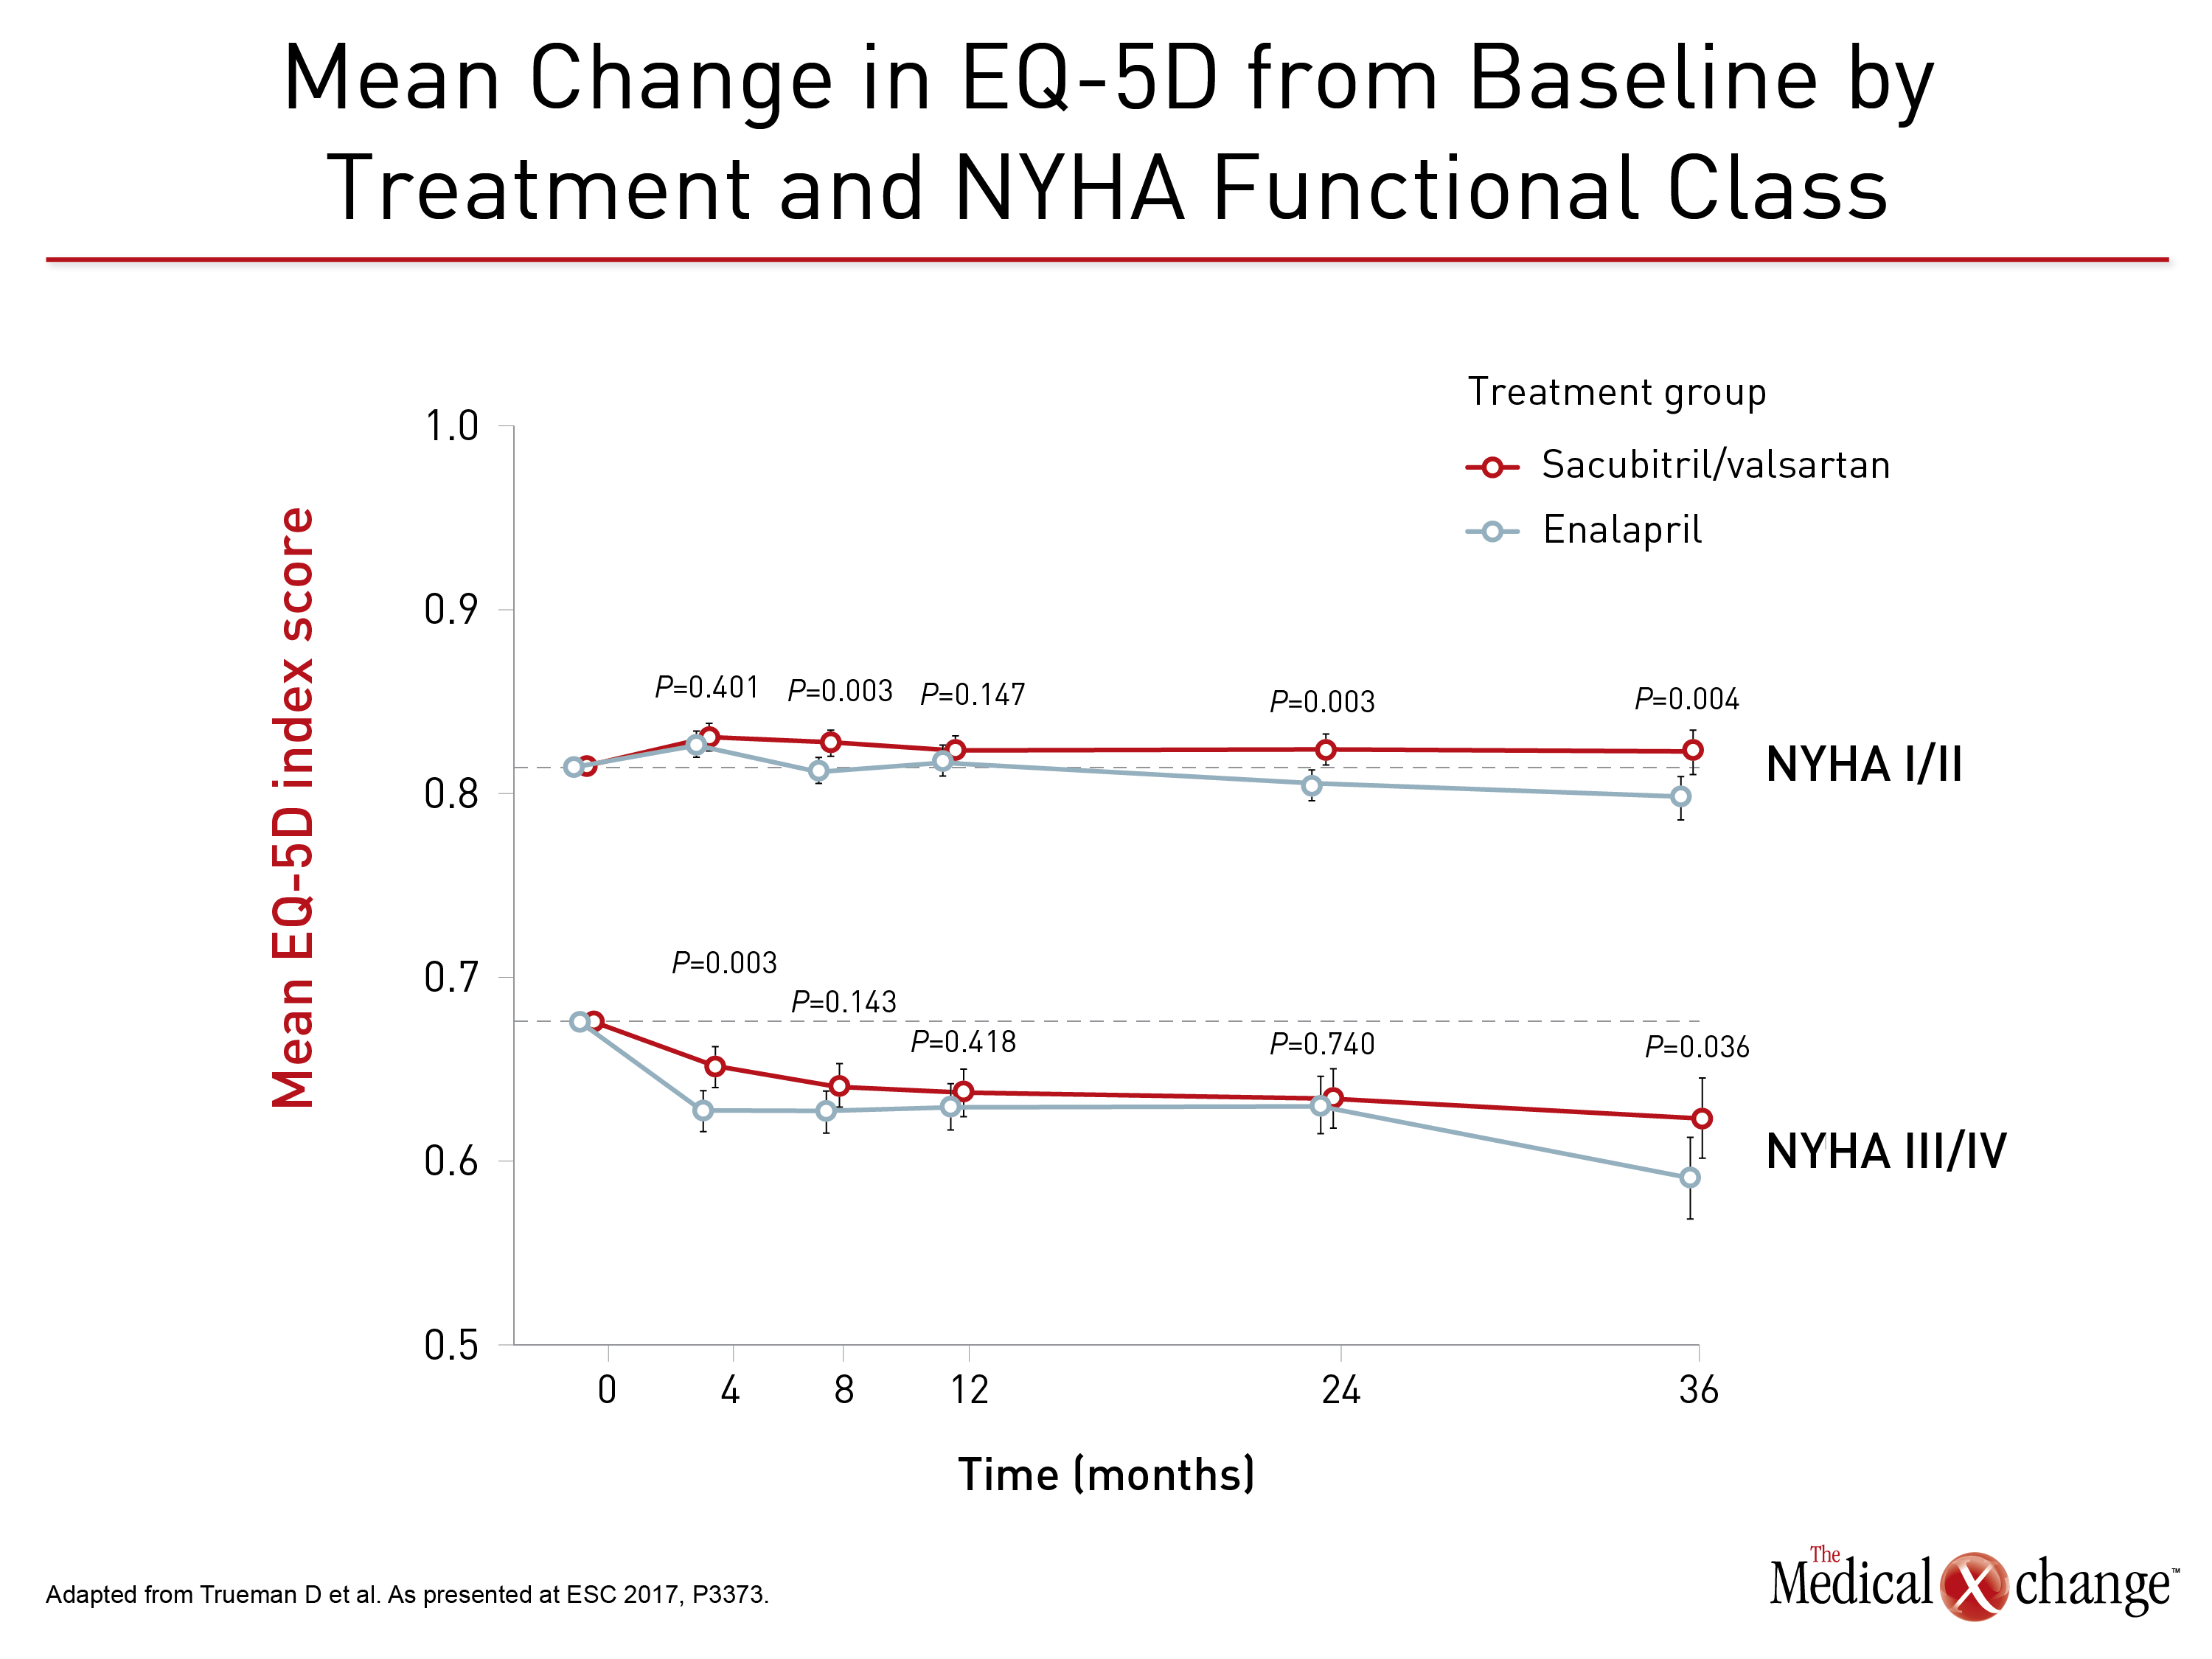 Mean Change in EQ-5D from Baseline by
Treatment and NYHA Functional Class
Treatment group
Sacubitril/valsartan
Enalapril
Mean EQ-5D index score
1.0
0.9
0.8
0.7
0.6
0.5
P=0.401
P=0.003
P=0.147
P=0.003
P=0.004
NYHA I/II
P=0.003
P=0.143
P=0.418
P=0.740
P=0.036
NYHA III/IV
0
4
8
12
24
36
Time (months)
Adapted from Trueman D et al. As presented at ESC 2017, P3373.
The
Medical Xchange™